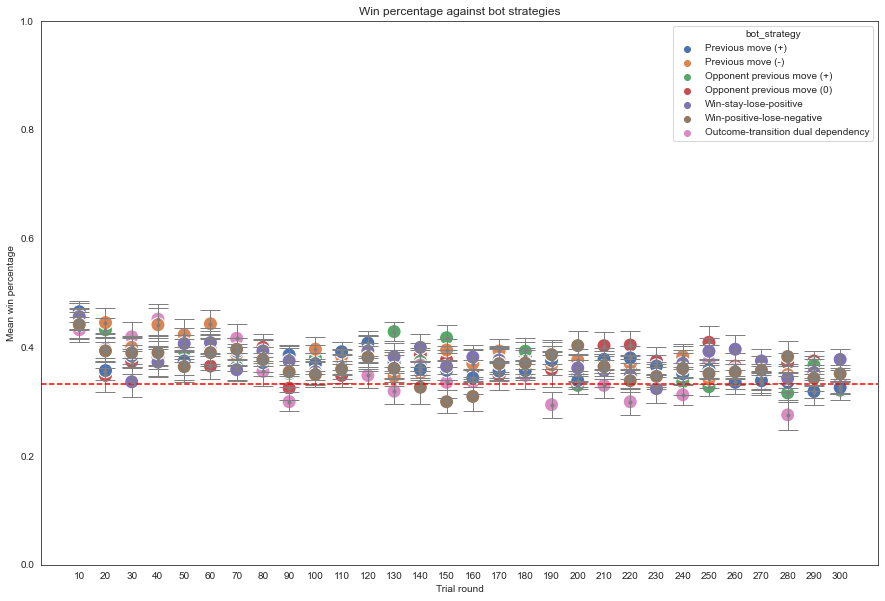 Win percentage against bot strategies
bot_strategy
Previous move (+)
Previous move (-)
Opponent previous move (+)
Opponent previous move (0)
Win-stay-lose-positive
Win-positive-lose-negative
Outcome-transition dual dependency
Mean win percentage
1.0
0.8
0.6
0.4
0.2
0.0
10 20 30 40 50 60 70 80 90 100 110 120 130 140 150 160 170 180 190 200 210 220 230 240 250 260 270 280 290 300
Trial round